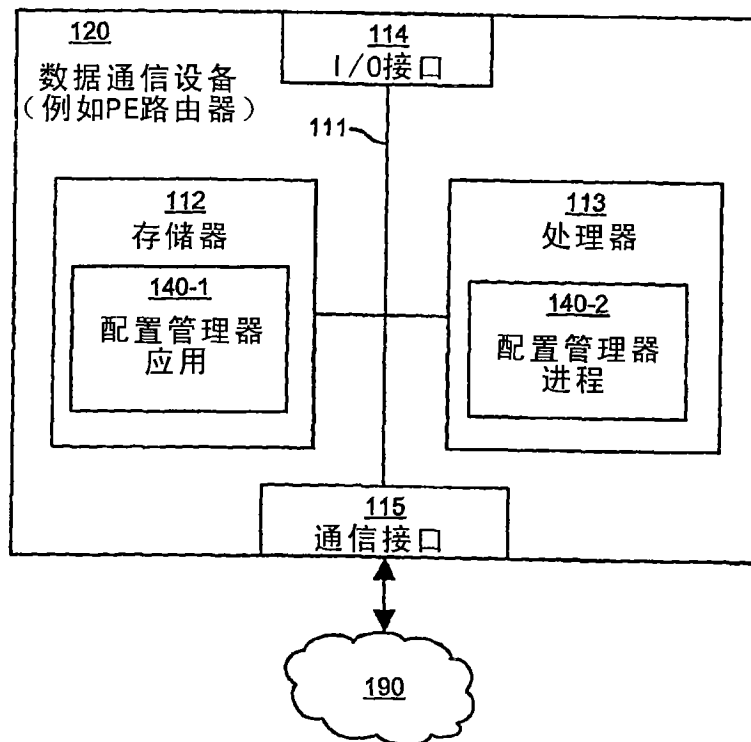 120
数据通信设备
（例如PE路由器）
114
I/O接口
111
112
存储器
140-1
配置管理器
应用
113
处理器
140-2
配置管理器
进程
115
通信接口
190